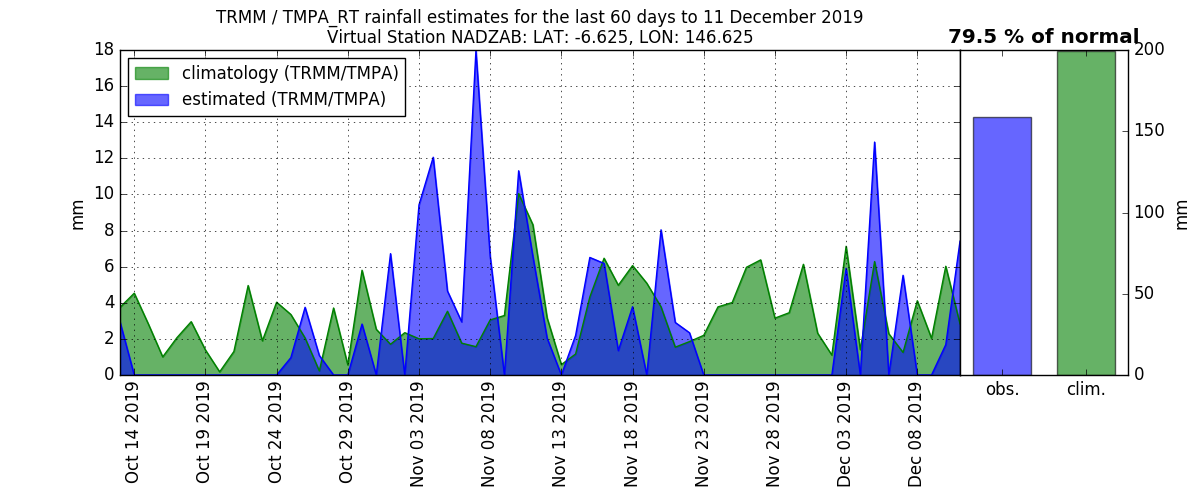 TRMM / TMPA_RT rainfall estimates for the last 60 days to 11 December 2019
Virtual Station NADZAB: LAT: -6.625, LON: 146.625
79.5 % of normal
climatology (TRMM/TMPA)
estimated (TRMM/TMPA)
18
16
14
12
10
8
6
4
2
0
mm
Oct 14 2019
Oct 19 2019
Oct 24 2019
Oct 29 2019
Nov 03 2019
Nov 08 2019
Nov 13 2019
Nov 18 2019
Nov 23 2019
Nov 28 2019
Dec 03 2019
Dec 08 2019
obs.
clim.
200
150
100
50
0
mm